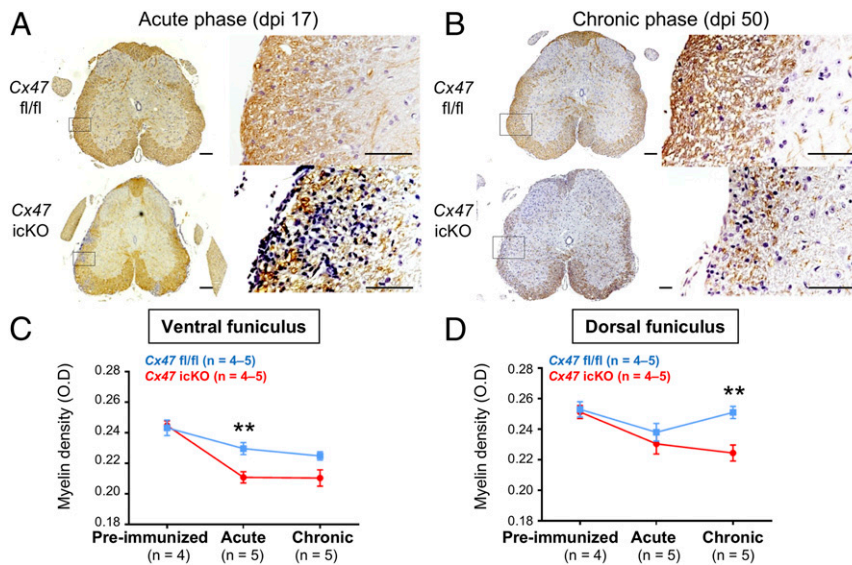 A
Acute phase (dpi 17)
Cx47
fl/fl
Cx47
icKO
B
Chronic phase (dpi 50)
Cx47
fl/fl
Cx47
icKO
C
Ventral funiculus
Cx47 fl/fl (n = 4–5)
Cx47 icKO (n = 4–5)
Myelin density (O.D)
0.28
0.26
0.24
0.22
0.20
0.18
**
Pre-immunized Acute Chronic
(n = 4) (n = 5) (n = 5)
D
Dorsal funiculus
Cx47 fl/fl (n = 4–5)
Cx47 icKO (n = 4–5)
Myelin density (O.D)
0.28
0.26
0.24
0.22
0.20
0.18
**
Pre-immunized Acute Chronic
(n = 4) (n = 5) (n = 5)